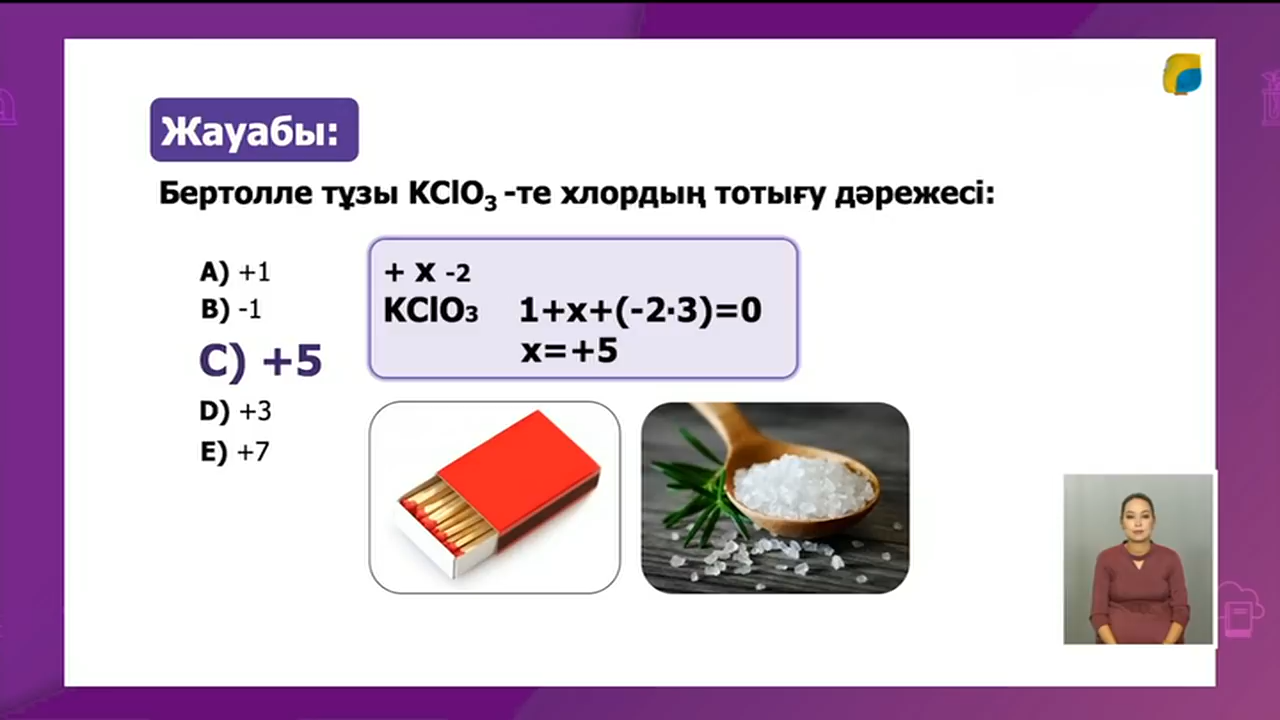 Жауабы:
Бертолле тұзы KClO₃ -те хлордың тотығу дәрежесі:
A) +1
B) -1
C) +5
D) +3
E) +7
+ x -2
KClO₃ 1+x+(-2·3)=0
x=+5